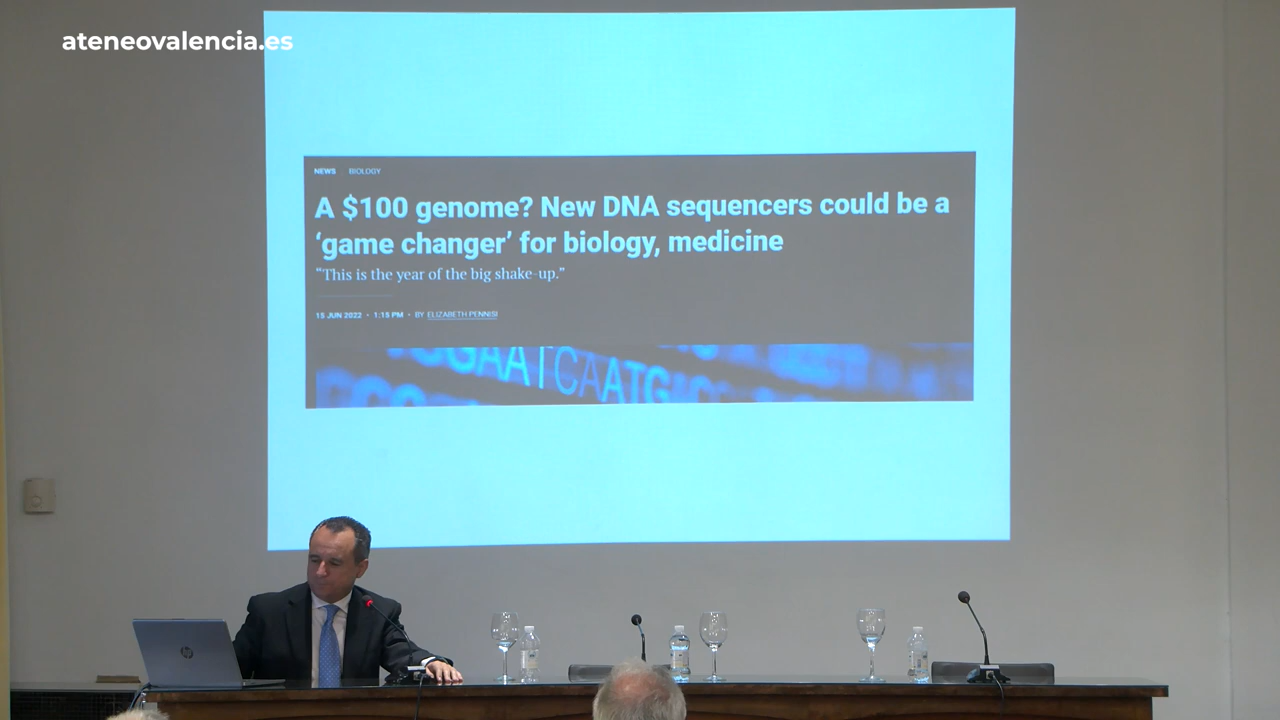 ateneovalencia.es
NEWS BIOLOGY
A $100 genome? New DNA sequencers could be a
‘game changer’ for biology, medicine
“This is the year of the big shake-up.”
15 JUN 2022 • 1:15 PM • BY ELIZABETH PENNISI
GAATCAATG
hp